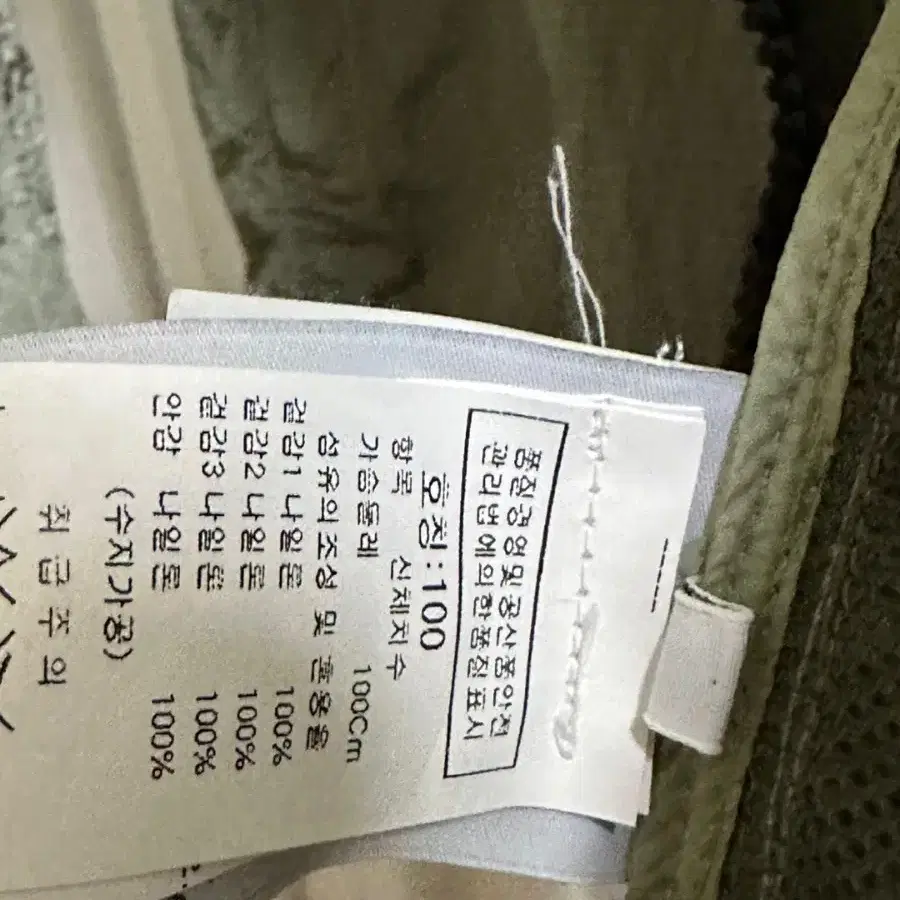 품질경영및 공산품안전
관리법에의한품질표시
호칭:100
항목 신체치수
가슴둘레 100Cm
섬유의조성 및 혼용율
겉감1 나일론 100%
겉감2 나일론 100%
겉감3 나일론 100%
안감 나일론 100%
(수지가공)
취급주의